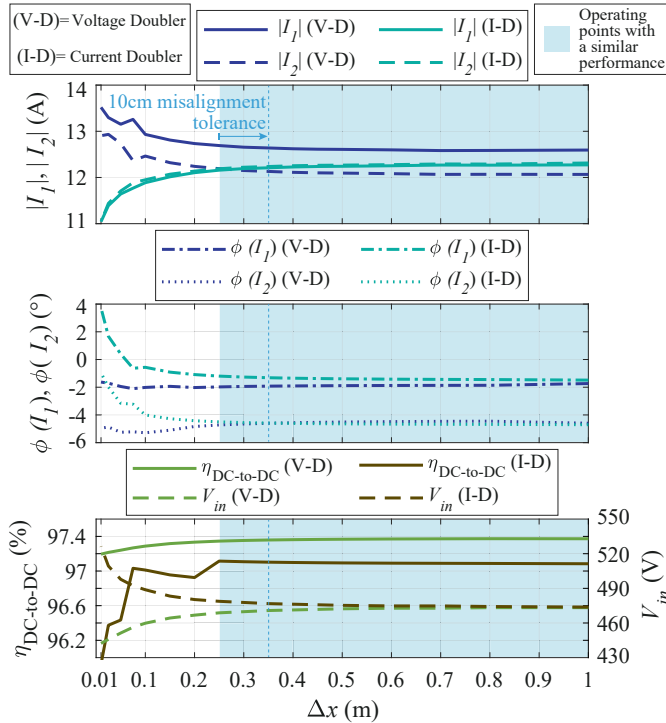 (V-D)= Voltage Doubler
(I-D)= Current Doubler
|I1| (V-D)
|I2| (V-D)
|I1| (I-D)
|I2| (I-D)
Operating
points with
a similar
performance
|I1|, |I2| (A)
14
13
12
11
10cm misalignment
tolerance
ϕ (I1) (V-D)
ϕ (I2) (V-D)
ϕ (I1) (I-D)
ϕ (I2) (I-D)
ϕ (I1), ϕ( I2) (°)
4
2
0
-2
-4
-6
ηDC-to-DC (V-D)
Vin (V-D)
ηDC-to-DC (I-D)
Vin (I-D)
ηDC-to-DC (%)
97.4
97
96.6
96.2
550
520
490
460
430
Vin (V)
0.01 0.1 0.2 0.3 0.4 0.5 0.6 0.7 0.8 0.9 1
Δx (m)